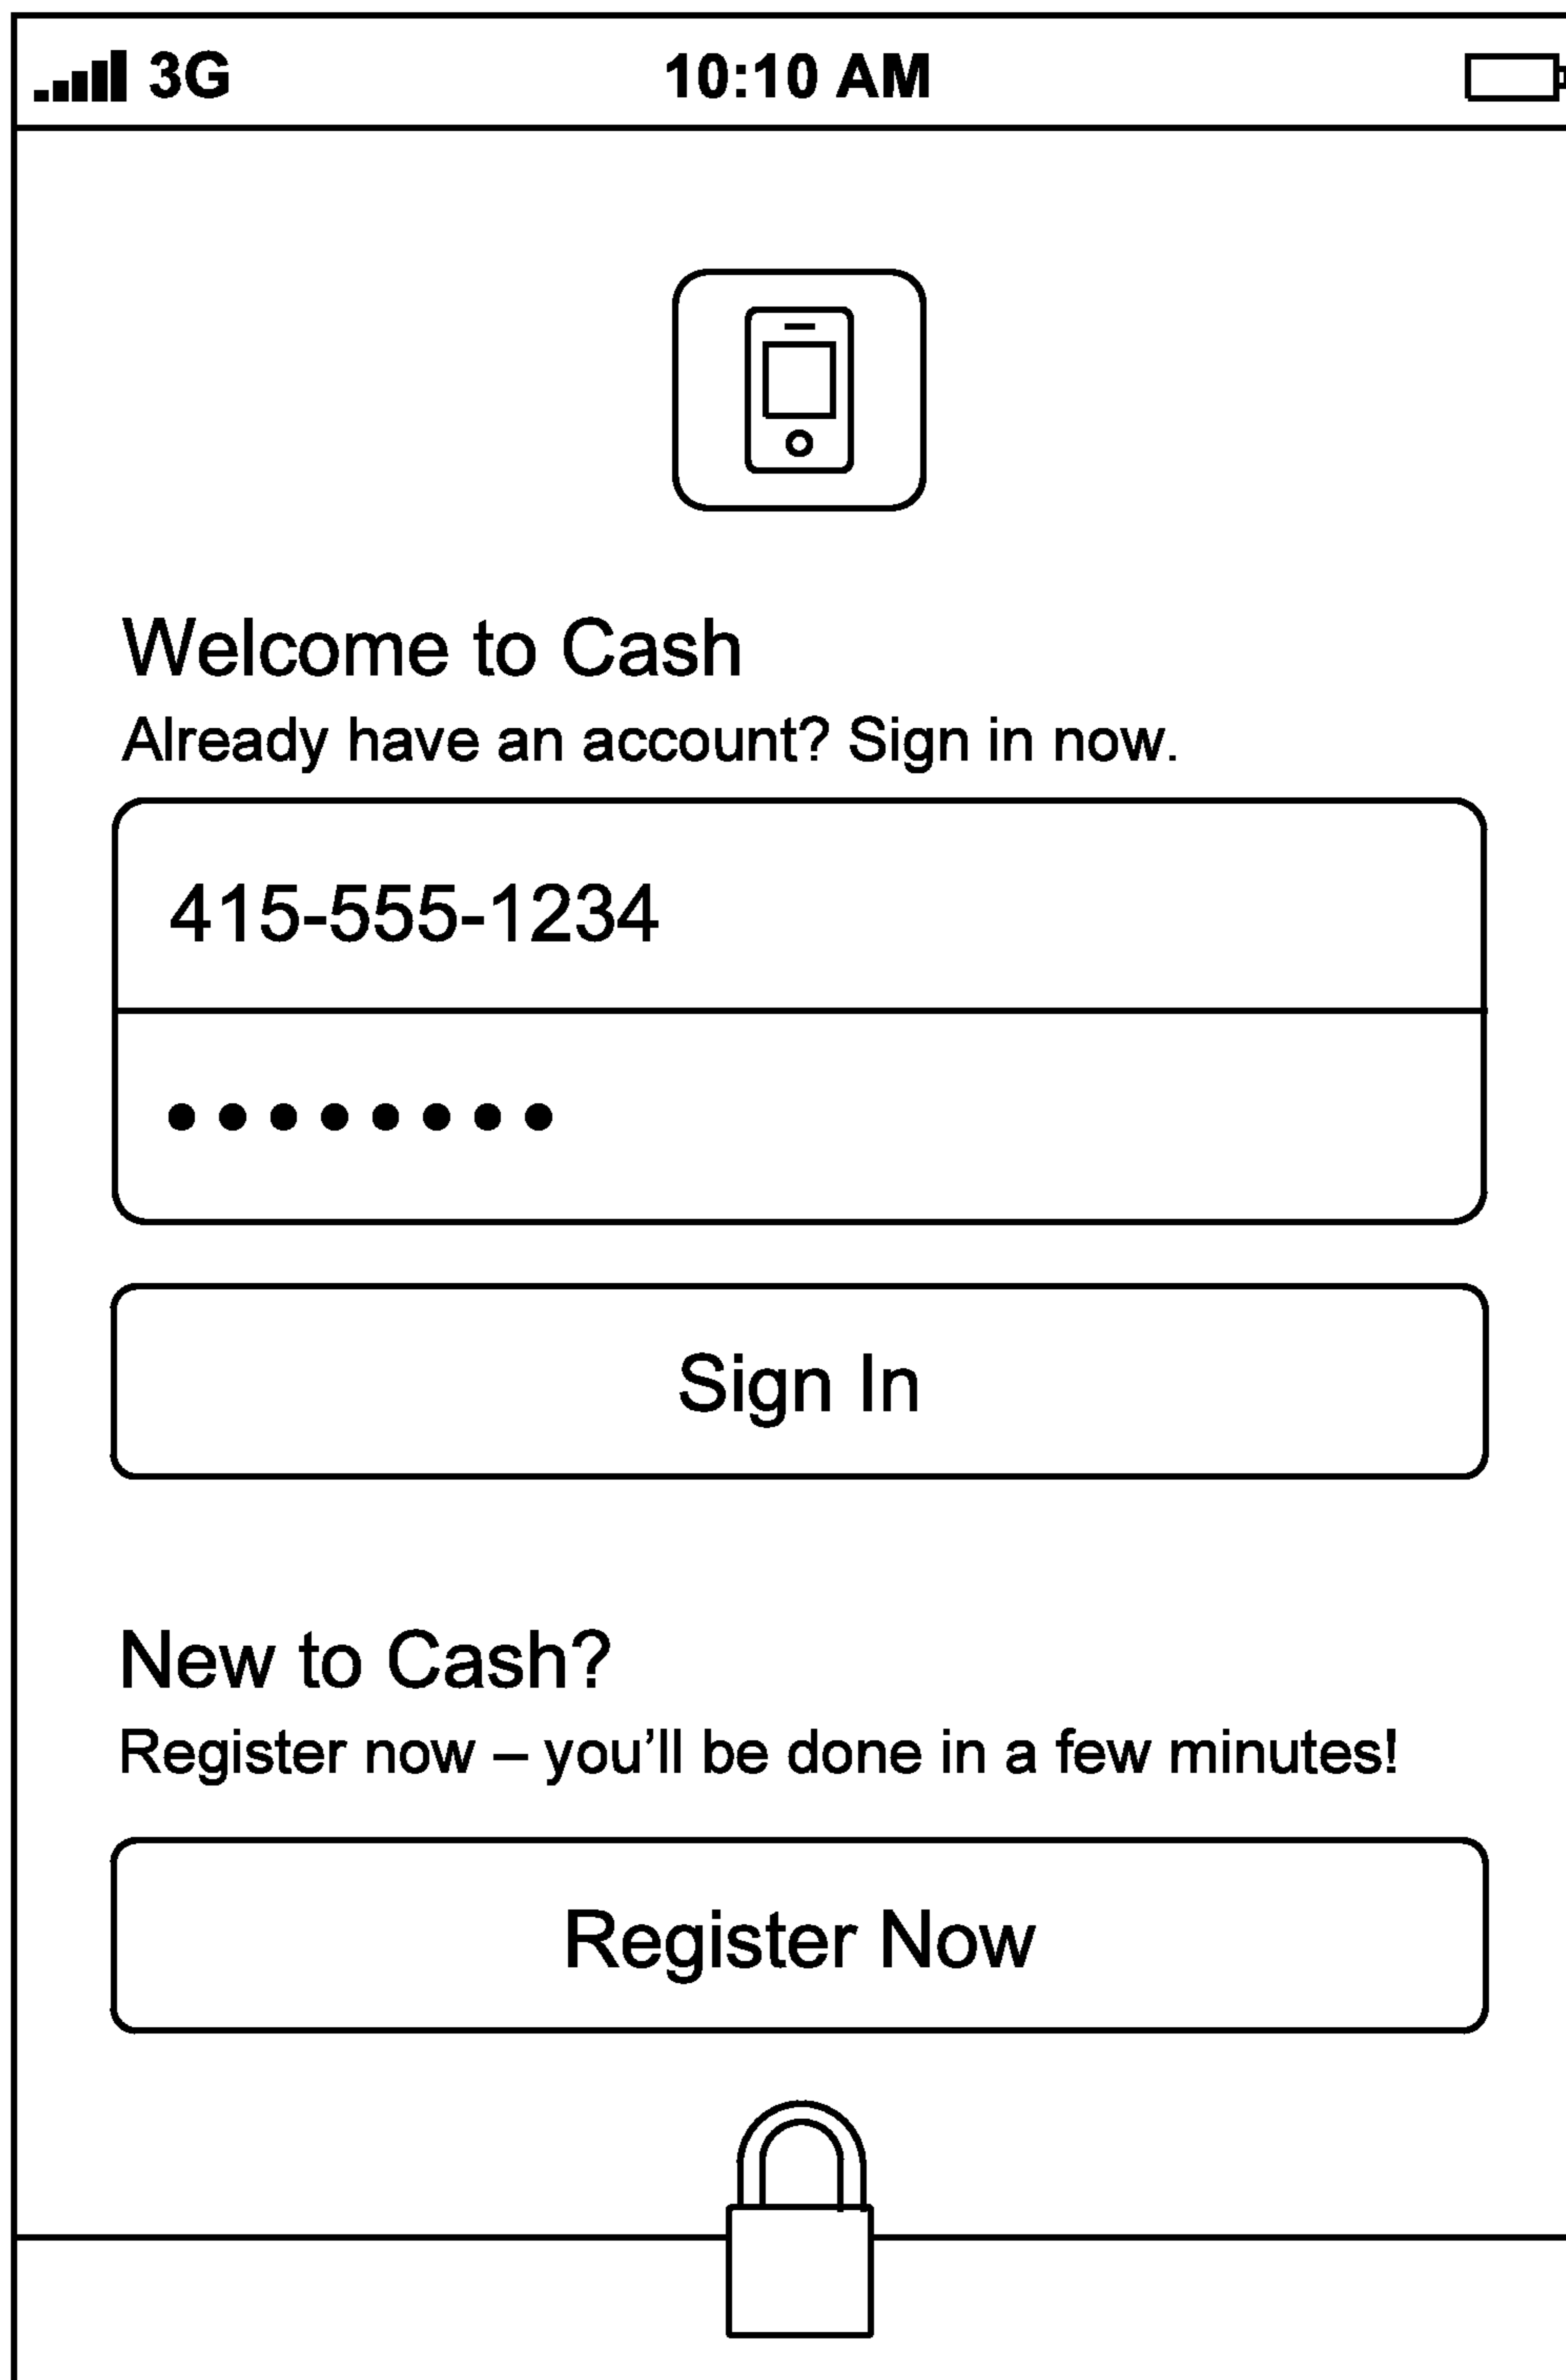 3G 10:10 AM
Welcome to Cash
Already have an account? Sign in now.
415-555-1234
••••••••
Sign In
New to Cash?
Register now – you’ll be done in a few minutes!
Register Now